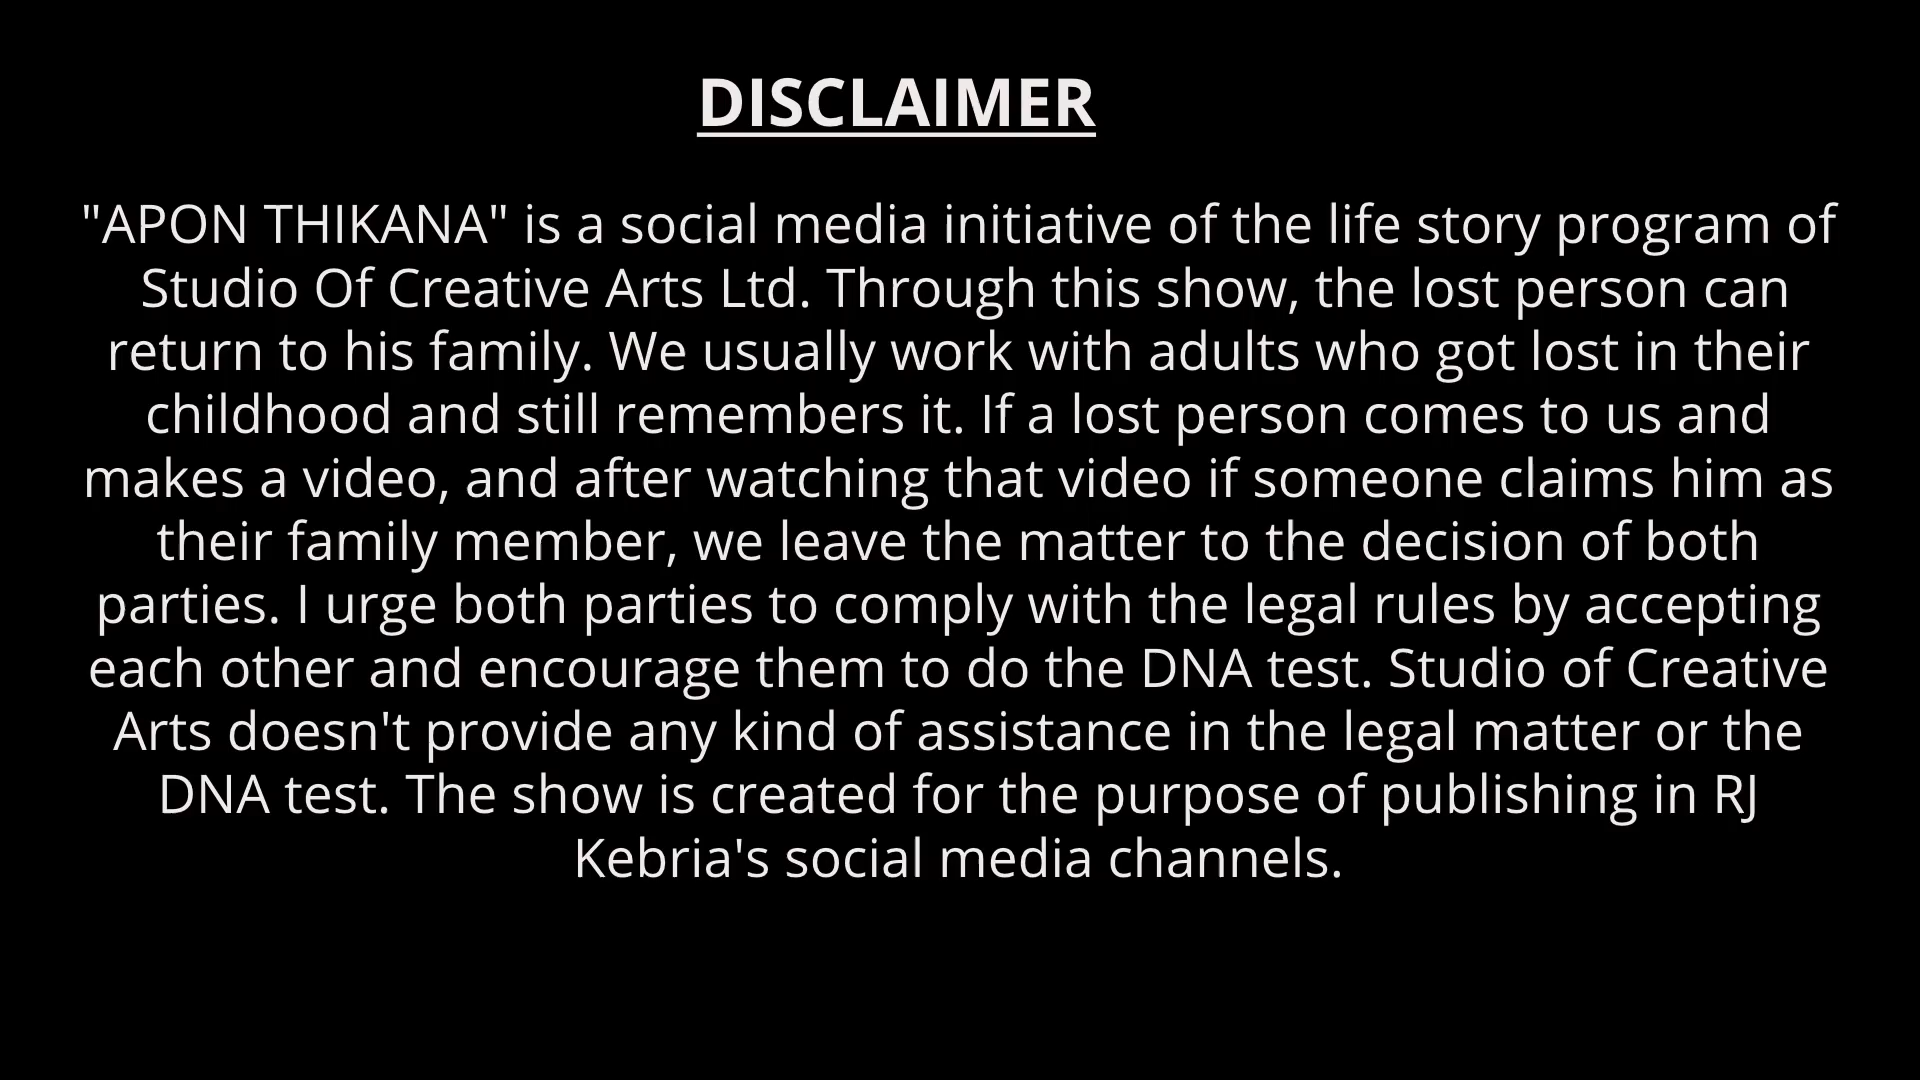 DISCLAIMER
"APON THIKANA" is a social media initiative of the life story program of
Studio Of Creative Arts Ltd. Through this show, the lost person can
return to his family. We usually work with adults who got lost in their
childhood and still remembers it. If a lost person comes to us and
makes a video, and after watching that video if someone claims him as
their family member, we leave the matter to the decision of both
parties. I urge both parties to comply with the legal rules by accepting
each other and encourage them to do the DNA test. Studio of Creative
Arts doesn't provide any kind of assistance in the legal matter or the
DNA test. The show is created for the purpose of publishing in RJ
Kebria's social media channels.